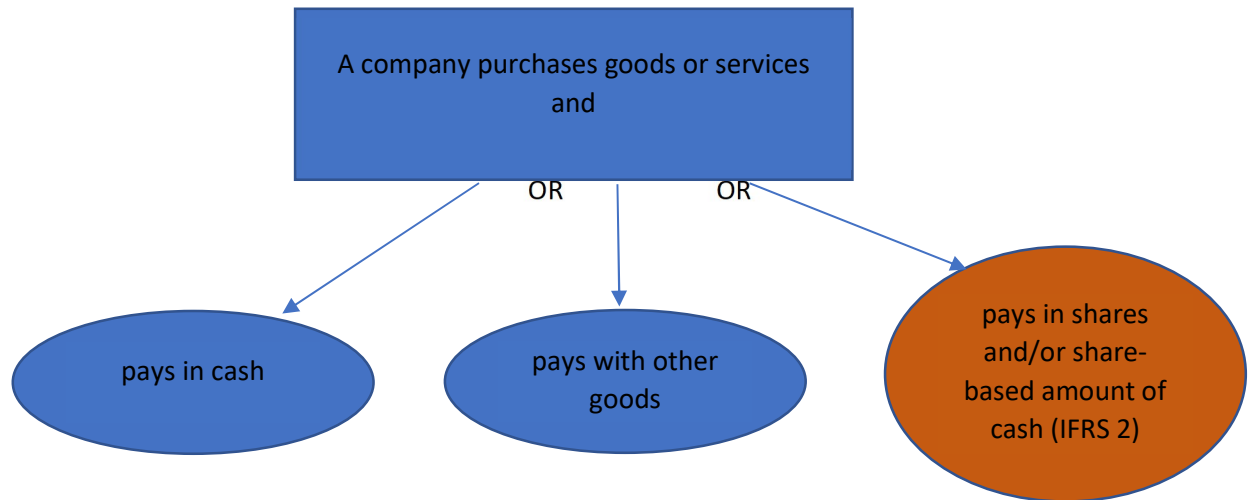 A company purchases goods or services
and
OR
OR
pays in cash
pays with other
goods
pays in shares
and/or share-
based amount of
cash (IFRS 2)